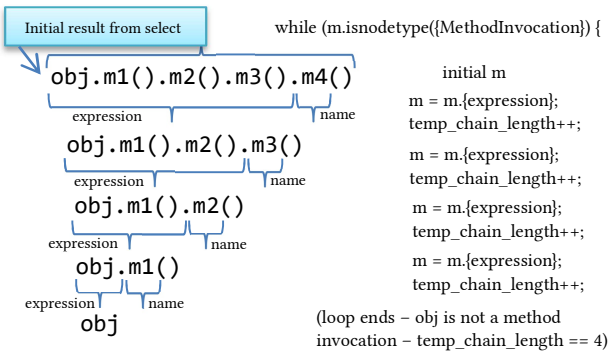 Initial result from select
while (m.isnodetype({MethodInvocation}) {
obj.m1().m2().m3().m4()
initial m
expression
name
m = m.{expression};
temp_chain_length++;
obj.m1().m2().m3()
expression
name
m = m.{expression};
temp_chain_length++;
obj.m1().m2()
expression
name
m = m.{expression};
temp_chain_length++;
obj.m1()
expression
name
m = m.{expression};
temp_chain_length++;
obj
(loop ends – obj is not a method
invocation – temp_chain_length == 4)